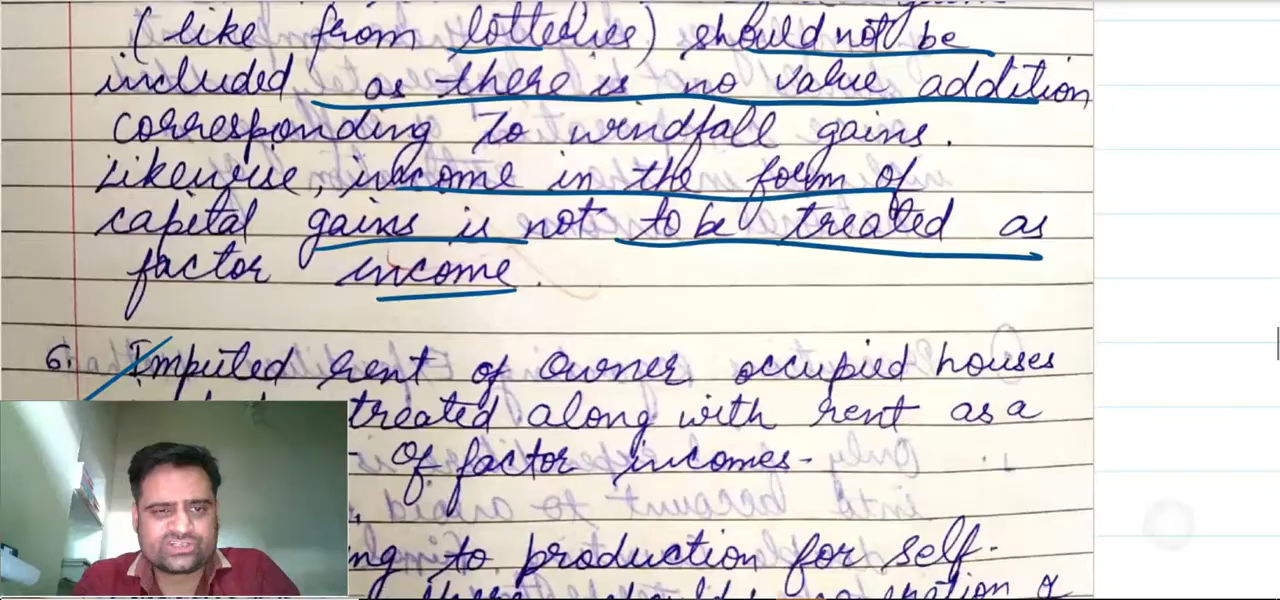 (like from lotteries) should not be
included as there is no value addition
corresponding to windfall gains.
Likewise, income in the form of
capital gains is not to be treated as
factor income.
6. Imputed rent of owner occupied houses
treated along with rent as a
of factor incomes-
to production for self-
there should